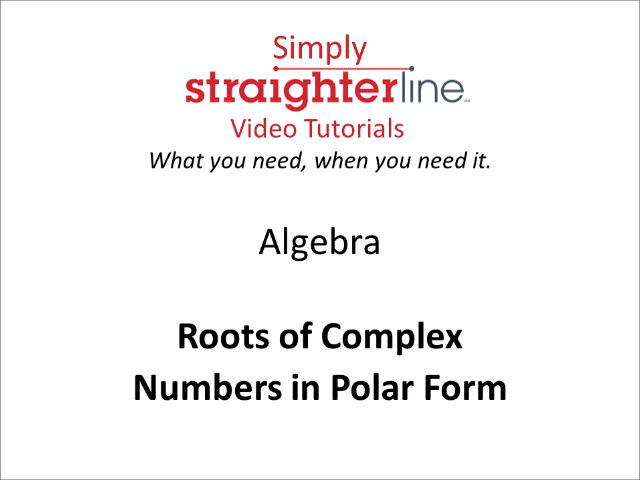 Simply
straighterline
Video Tutorials
What you need, when you need it.
Algebra
Roots of Complex
Numbers in Polar Form